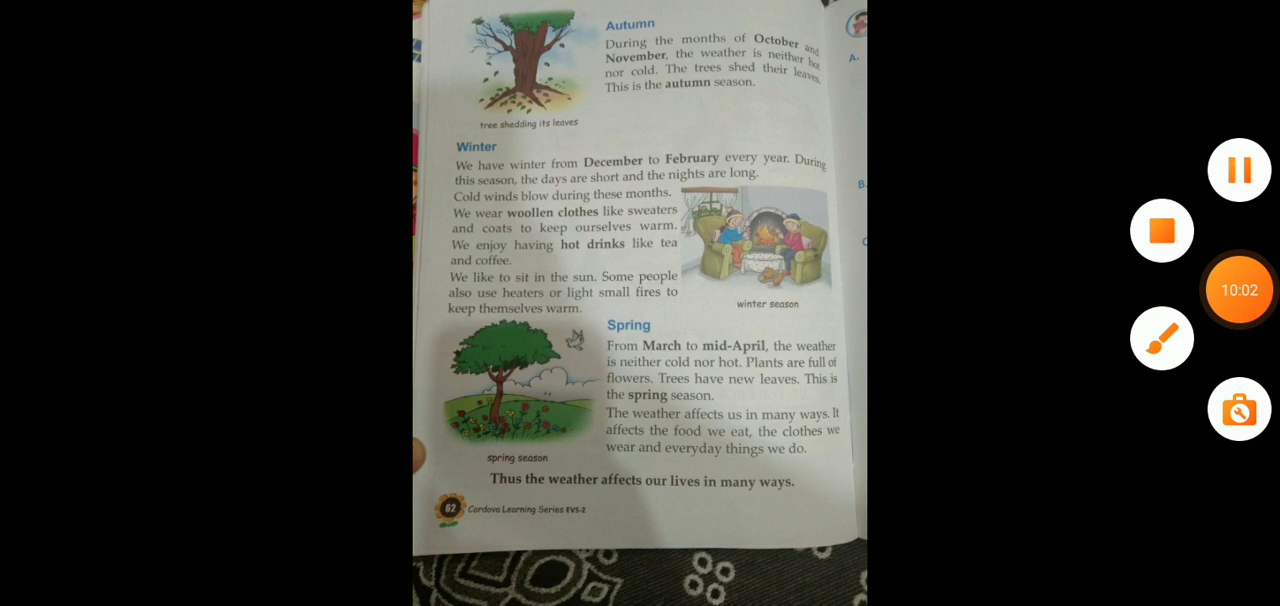 Autumn
During the months of October and
November, the weather is neither hot
nor cold. The trees shed their leaves.
This is the autumn season.
tree shedding its leaves
Winter
We have winter from December to February every year. During
this season, the days are short and the nights are long.
Cold winds blow during these months.
We wear woollen clothes like sweaters
and coats to keep ourselves warm.
We enjoy having hot drinks like tea
and coffee.
We like to sit in the sun. Some people
also use heaters or light small fires to
keep themselves warm.
winter season
Spring
From March to mid-April, the weather
is neither cold nor hot. Plants are full of
flowers. Trees have new leaves. This is
the spring season.
The weather affects us in many ways. It
affects the food we eat, the clothes we
wear and everyday things we do.
spring season
Thus the weather affects our lives in many ways.
62 Cordova Learning Series EVS-2
A.
B.
C
10:02